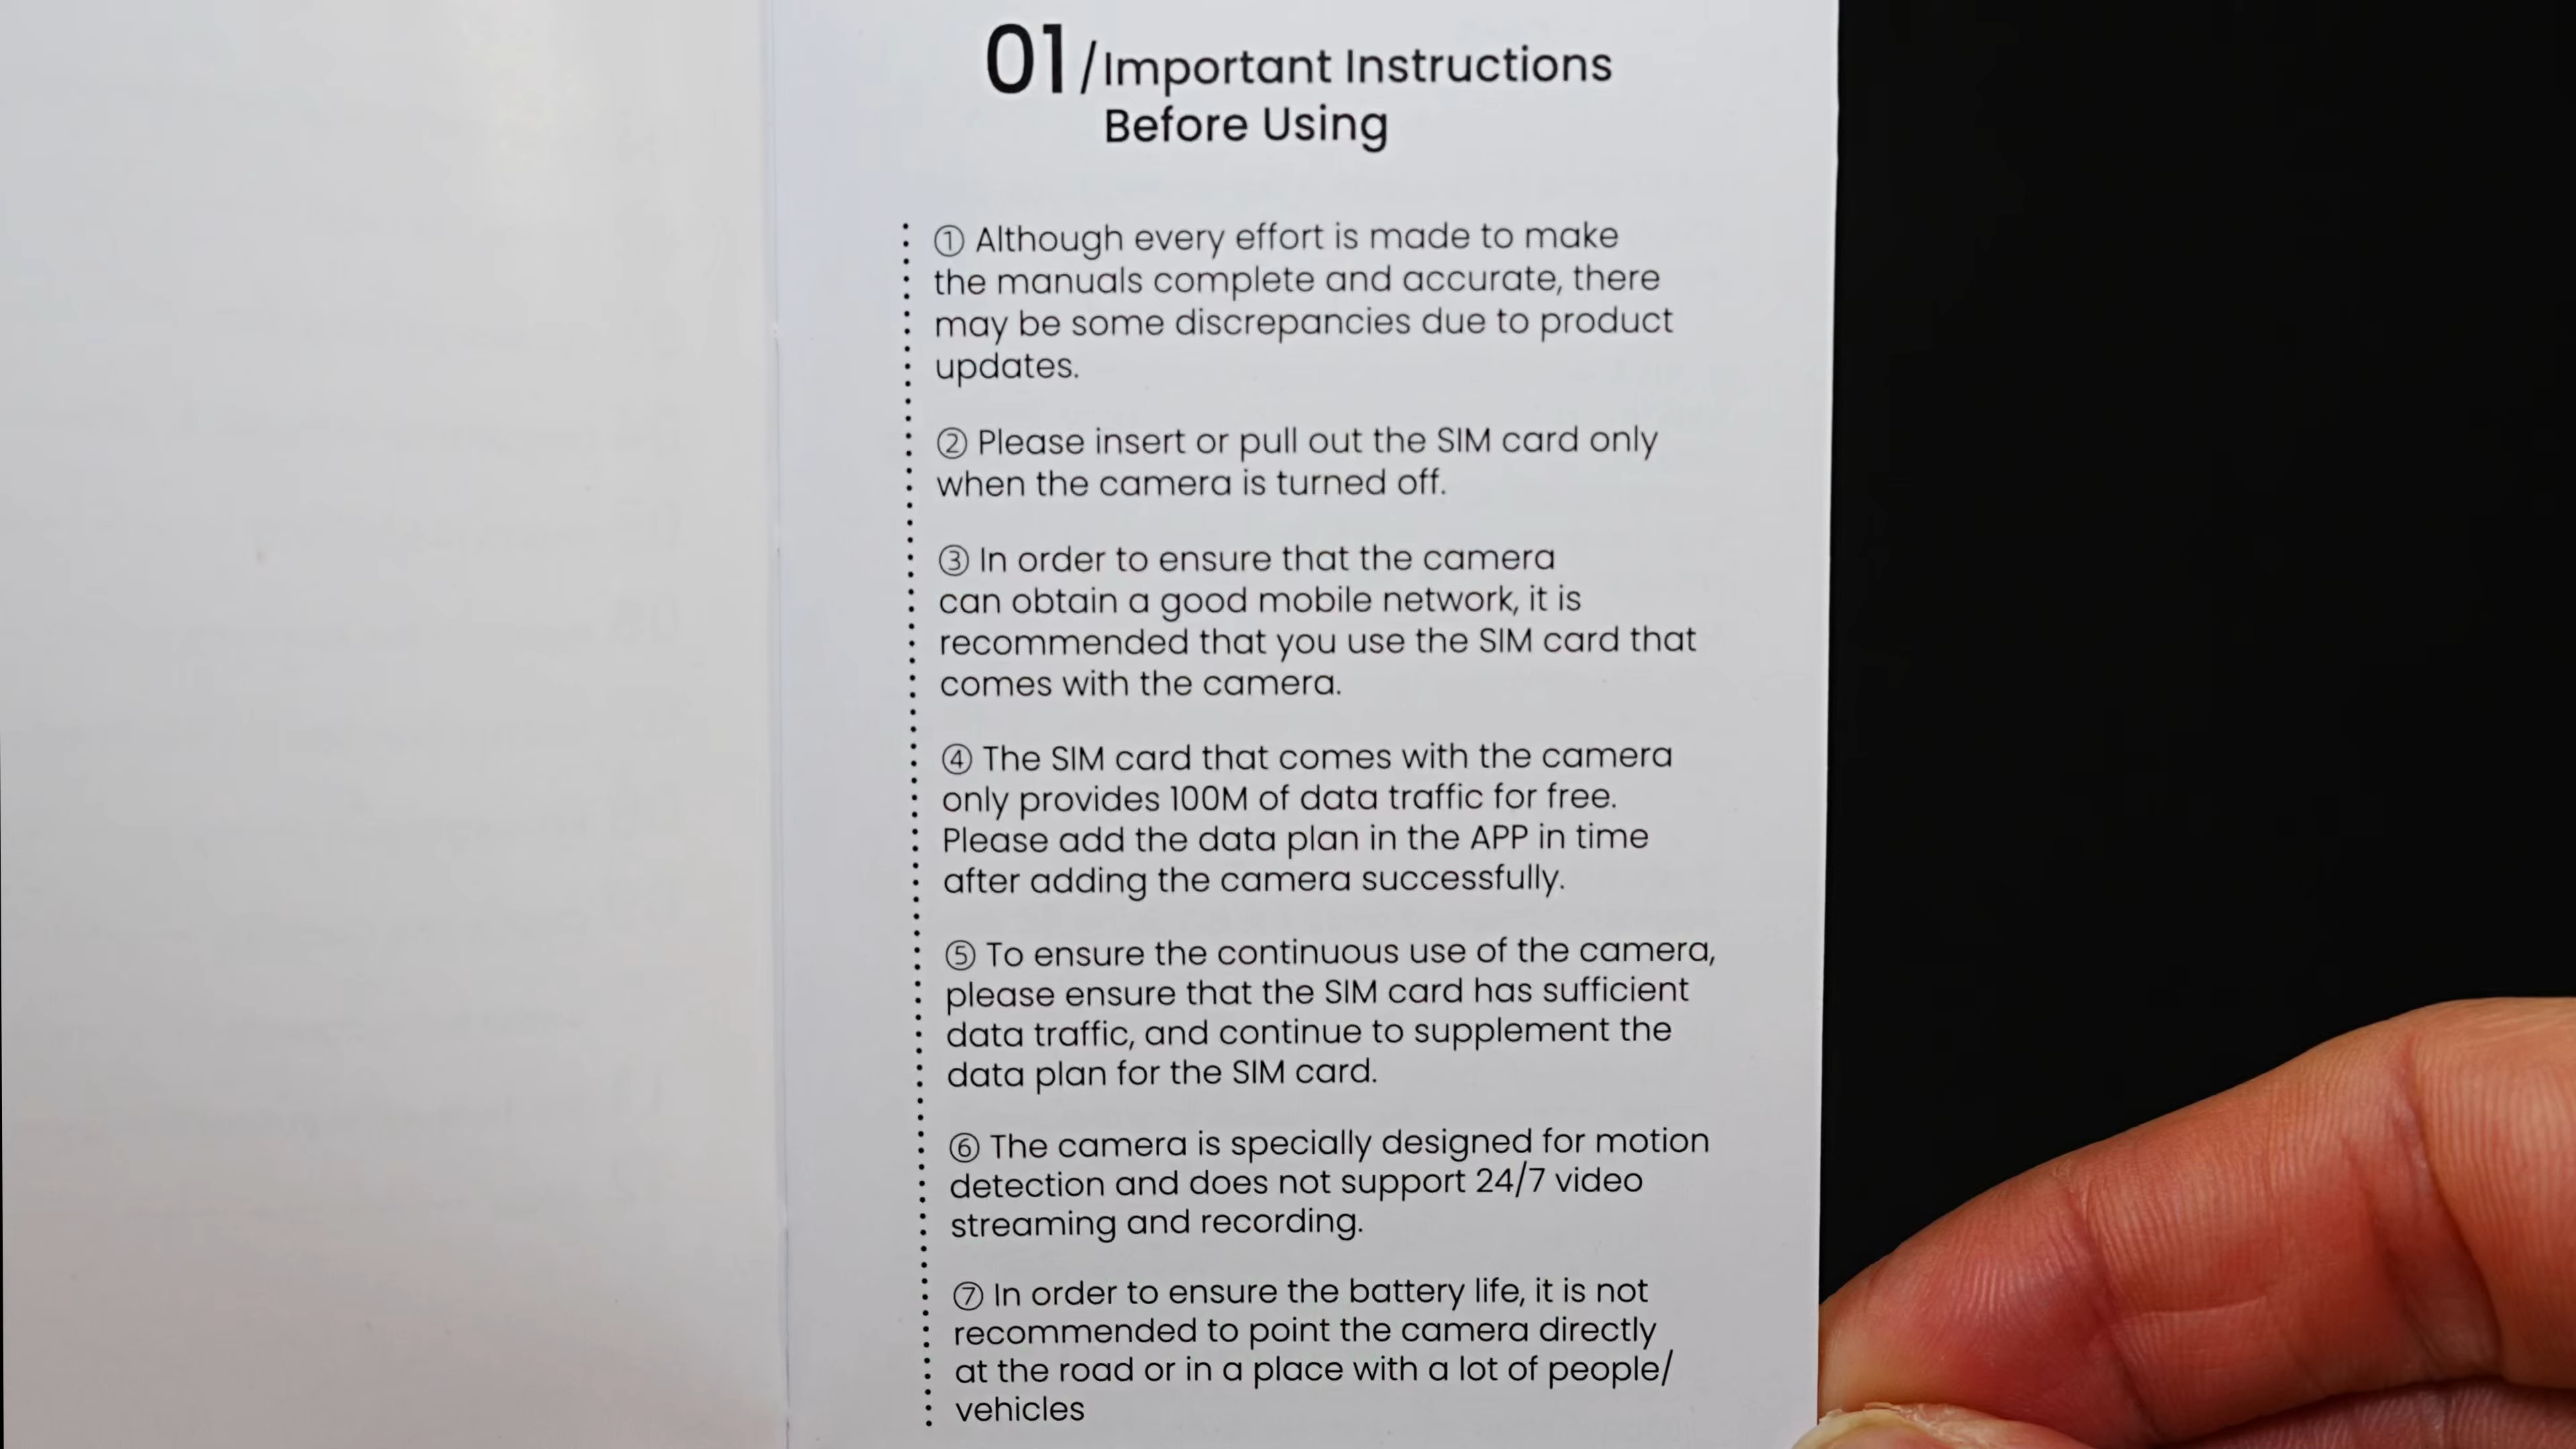 01/Important Instructions
Before Using
① Although every effort is made to make
the manuals complete and accurate, there
may be some discrepancies due to product
updates.
② Please insert or pull out the SIM card only
when the camera is turned off.
③ In order to ensure that the camera
can obtain a good mobile network, it is
recommended that you use the SIM card that
comes with the camera.
④ The SIM card that comes with the camera
only provides 100M of data traffic for free.
Please add the data plan in the APP in time
after adding the camera successfully.
⑤ To ensure the continuous use of the camera,
please ensure that the SIM card has sufficient
data traffic, and continue to supplement the
data plan for the SIM card.
⑥ The camera is specially designed for motion
detection and does not support 24/7 video
streaming and recording.
⑦ In order to ensure the battery life, it is not
recommended to point the camera directly
at the road or in a place with a lot of people/
vehicles